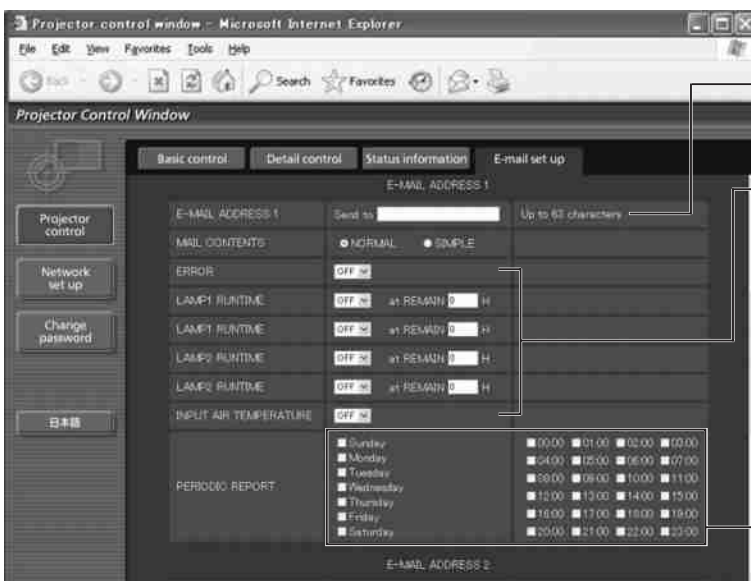 Projector control window - Microsoft Internet Explorer
File Edit View Favorites Tools Help
Back Search Favorites
Projector Control Window
Basic control Detail control Status information E-mail set up
E-MAIL ADDRESS 1
Projector control
Network set up
Change password
日本語
E-MAIL ADDRESS 1 Send to Up to 63 characters
MAIL CONTENTS NORMAL SIMPLE
ERROR OFF
LAMP1 RUNTIME OFF at REMAIN 0 H
LAMP1 RUNTIME OFF at REMAIN 0 H
LAMP2 RUNTIME OFF at REMAIN 0 H
LAMP2 RUNTIME OFF at REMAIN 0 H
INPUT AIR TEMPERATURE OFF
PERIODIC REPORT
Sunday
Monday
Tuesday
Wednesday
Thursday
Friday
Saturday
00:00 01:00 02:00 03:00
04:00 05:00 06:00 07:00
08:00 09:00 10:00 11:00
12:00 13:00 14:00 15:00
16:00 17:00 18:00 19:00
20:00 21:00 22:00 23:00
E-MAIL ADDRESS 2